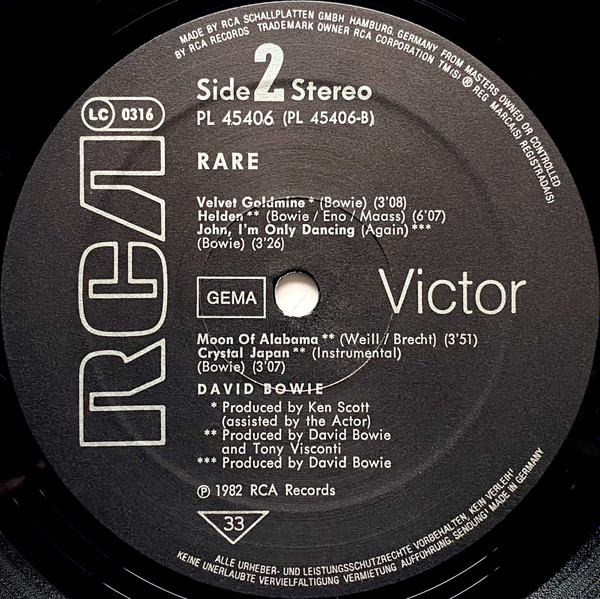 MADE BY RCA SCHALLPLATTEN GMBH HAMBURG, GERMANY FROM MASTERS OWNED OR CONTROLLED
BY RCA RECORDS TRADEMARK OWNER RCA CORPORATION TM(S) ® REG MARCA(S) REGISTRADA(S)
Side 2 Stereo
PL 45406 (PL 45406-B)
LC 0316
RARE
RCA
Velvet Goldmine * (Bowie) (3'08)
Helden ** (Bowie / Eno / Maass) (6'07)
John, I'm Only Dancing (Again) ***
(Bowie) (3'26)
GEMA
Victor
Moon Of Alabama ** (Weill / Brecht) (3'51)
Crystal Japan ** (Instrumental)
(Bowie) (3'07)
DAVID BOWIE
* Produced by Ken Scott
(assisted by the Actor)
** Produced by David Bowie
and Tony Visconti
*** Produced by David Bowie
℗ 1982 RCA Records
33
ALLE URHEBER- UND LEISTUNGSSCHUTZRECHTE VORBEHALTEN, KEIN VERLEIH!
KEINE UNERLAUBTE VERVIELFÄLTIGUNG VERMIETUNG AUFFÜHRUNG, SENDUNG! MADE IN GERMANY